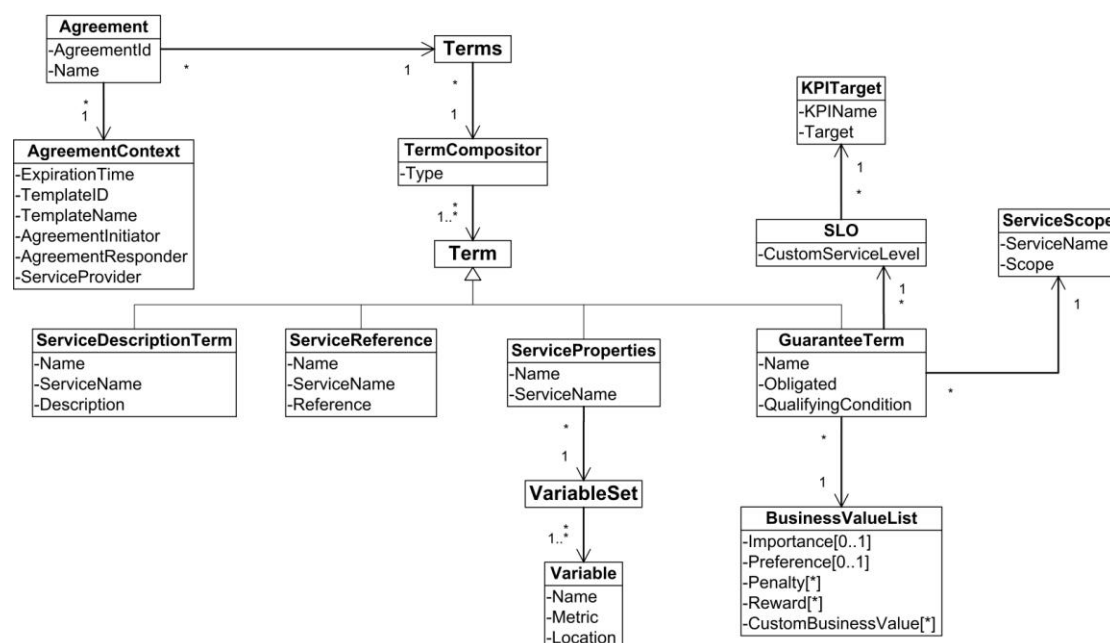 Agreement
-AgreementId
-Name
*
1
Terms
*
1
*
1
AgreementContext
-ExpirationTime
-TemplateID
-TemplateName
-AgreementInitiator
-AgreementResponder
-ServiceProvider
TermCompositor
-Type
*
1..*
Term
KPITarget
-KPIName
-Target
1
*
SLO
-CustomServiceLevel
1
*
ServiceScope
-ServiceName
-Scope
1
*
ServiceDescriptionTerm
-Name
-ServiceName
-Description
ServiceReference
-Name
-ServiceName
-Reference
ServiceProperties
-Name
-ServiceName
*
1
VariableSet
*
1..*
Variable
-Name
-Metric
-Location
GuaranteeTerm
-Name
-Obligated
-QualifyingCondition
*
1
BusinessValueList
-Importance[0..1]
-Preference[0..1]
-Penalty[*]
-Reward[*]
-CustomBusinessValue[*]